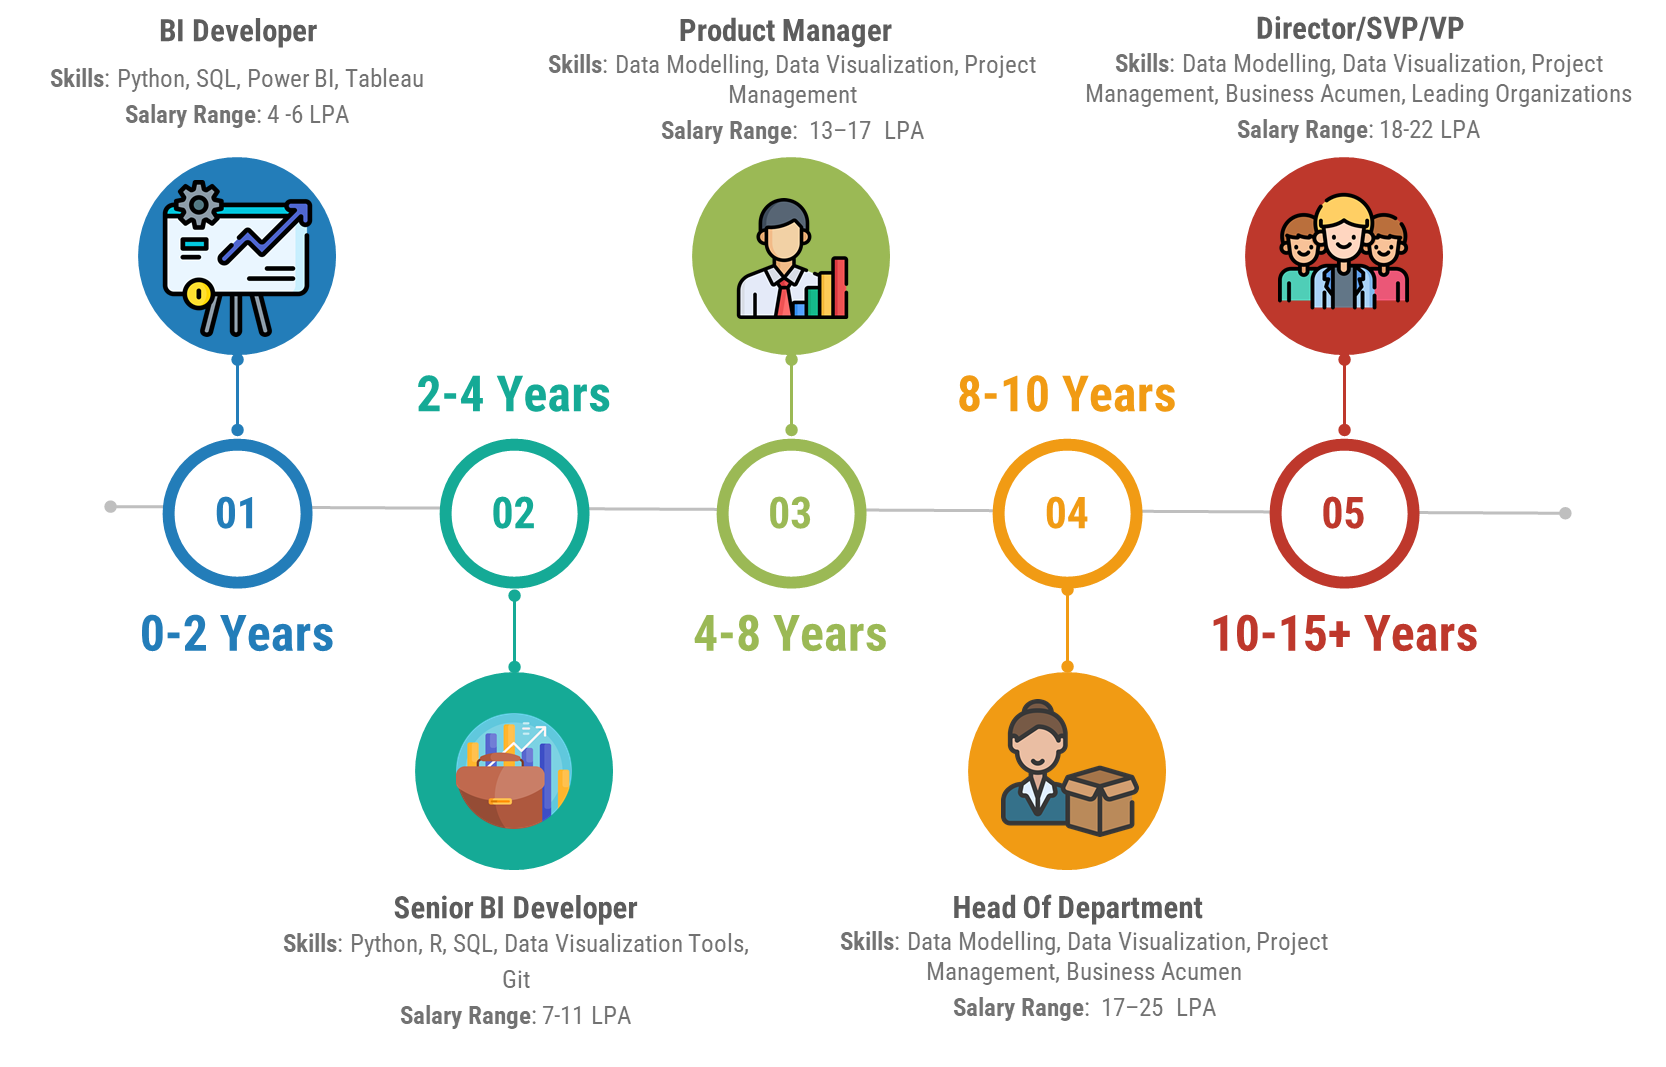 BI Developer
Skills: Python, SQL, Power BI, Tableau
Salary Range: 4 -6 LPA
Product Manager
Skills: Data Modelling, Data Visualization, Project
Management
Salary Range: 13–17 LPA
Director/SVP/VP
Skills: Data Modelling, Data Visualization, Project
Management, Business Acumen, Leading Organizations
Salary Range: 18-22 LPA
2-4 Years
8-10 Years
01
02
03
04
05
0-2 Years
4-8 Years
10-15+ Years
Senior BI Developer
Skills: Python, R, SQL, Data Visualization Tools,
Git
Salary Range: 7-11 LPA
Head Of Department
Skills: Data Modelling, Data Visualization, Project
Management, Business Acumen
Salary Range: 17–25 LPA